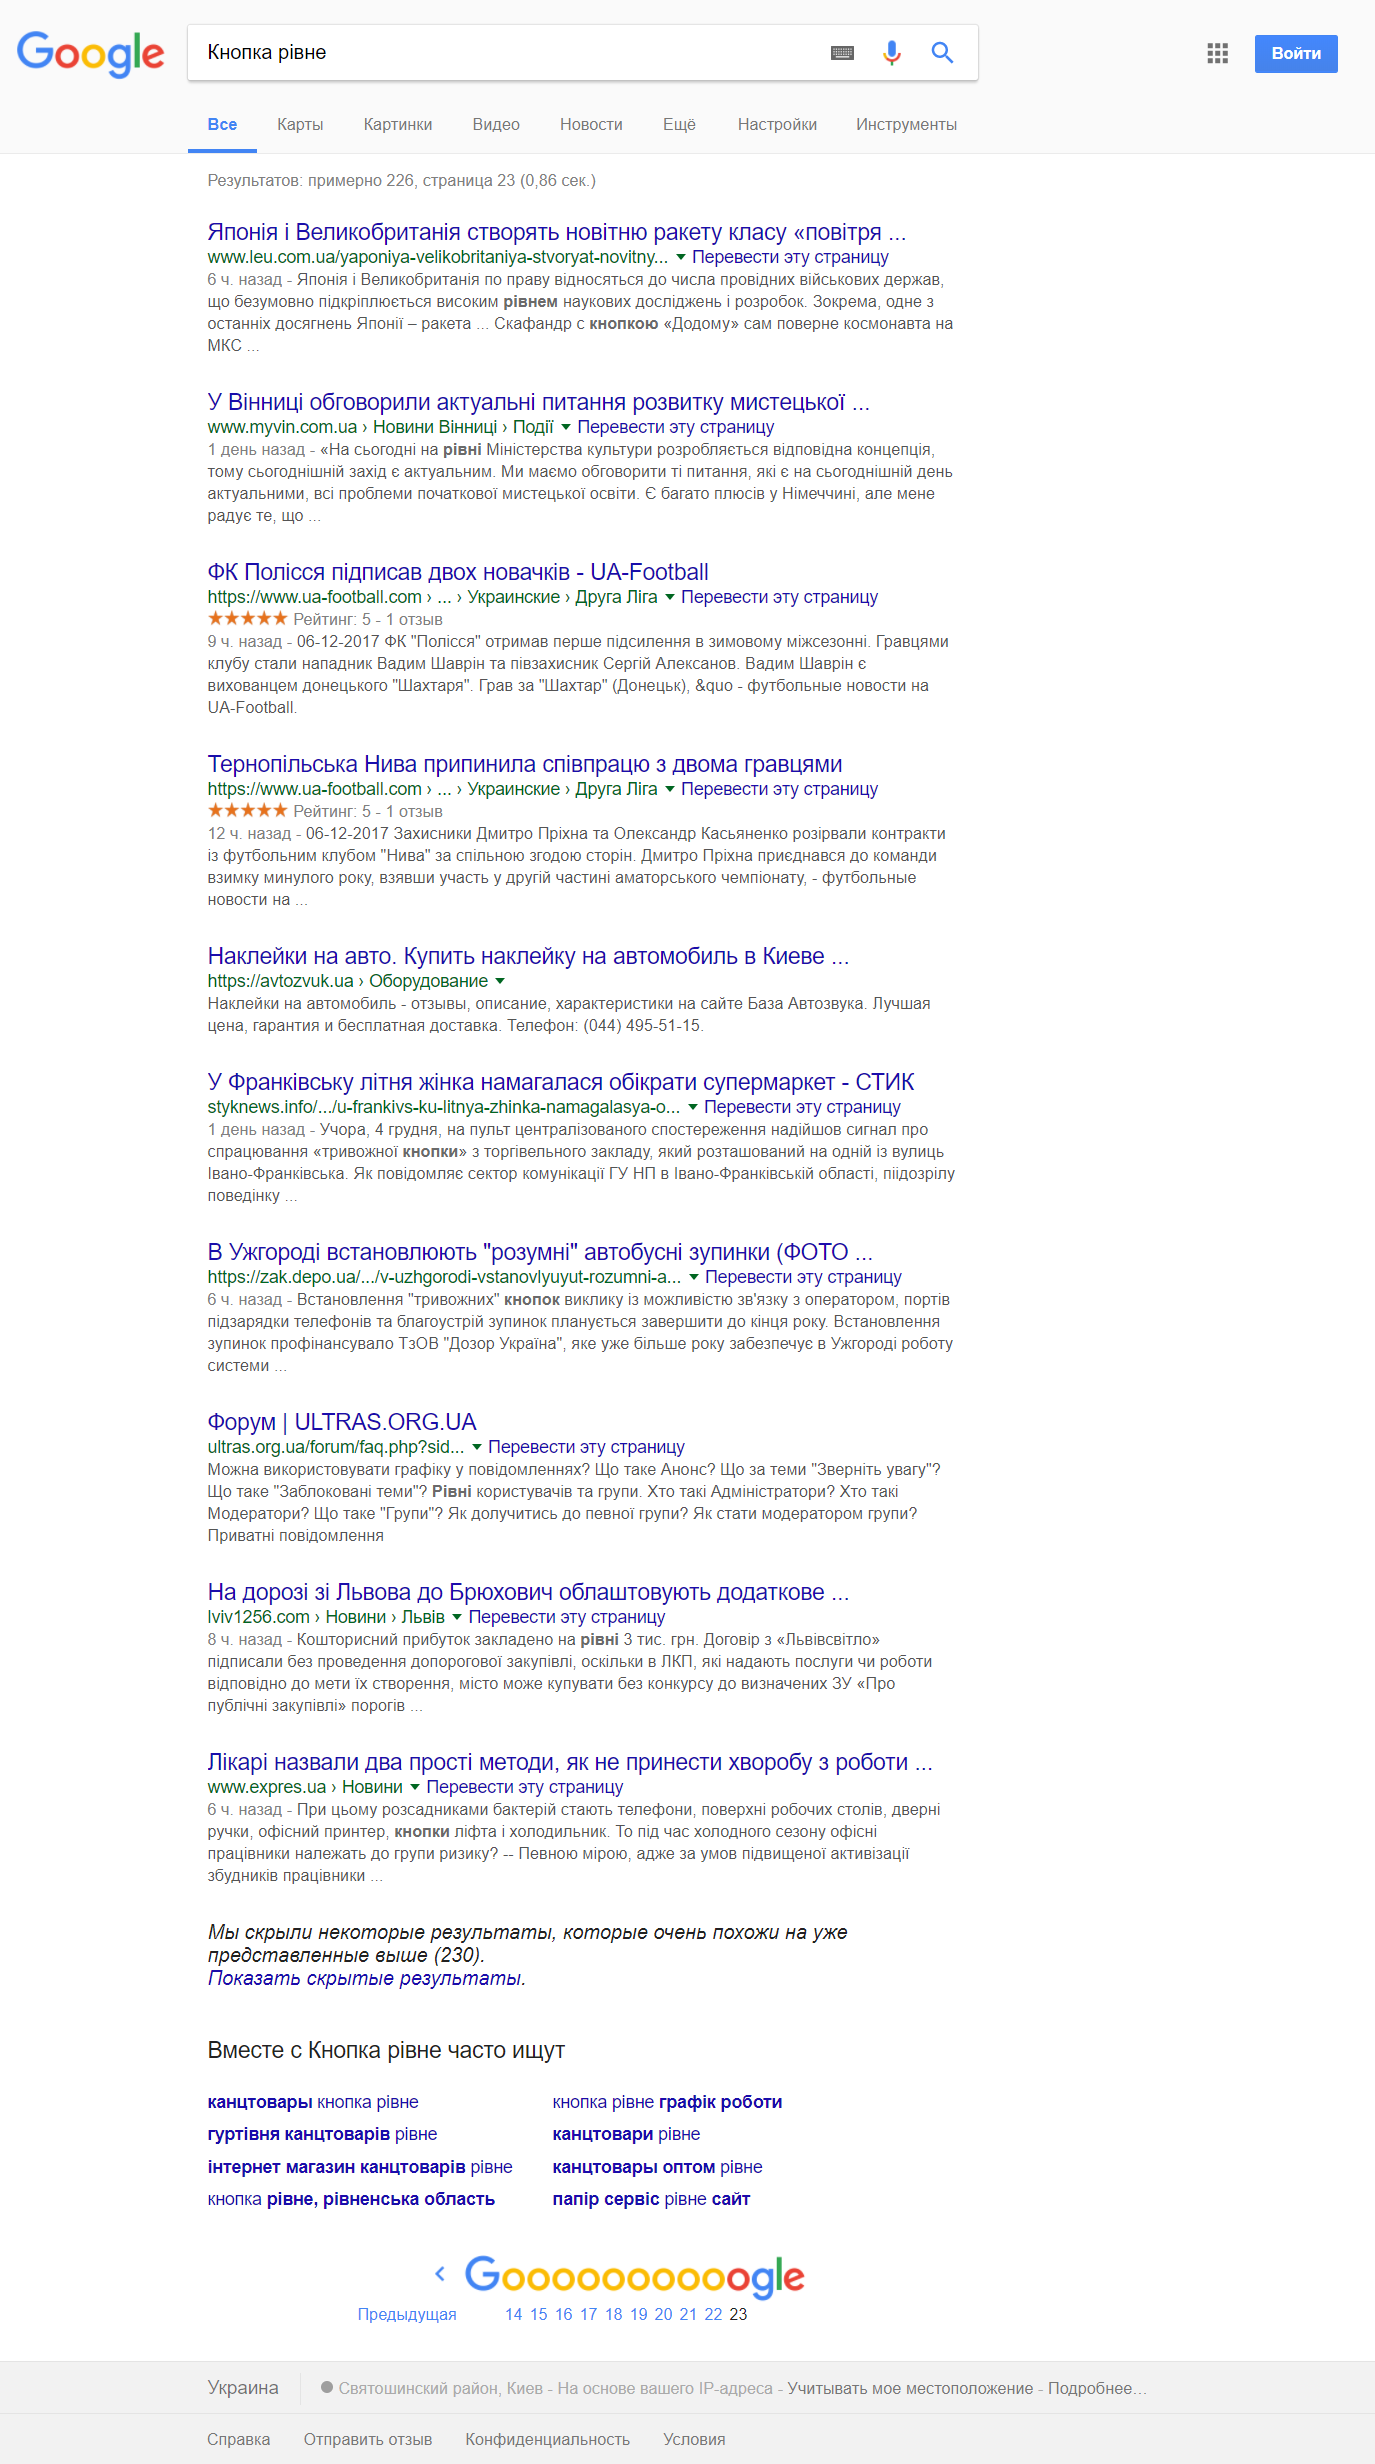 Google
Кнопка рівне
Войти
Все Карты Картинки Видео Новости Ещё Настройки Инструменты
Результатов: примерно 226, страница 23 (0,86 сек.)
Японія і Великобританія створять новітню ракету класу «повітря ...
www.leu.com.ua/yaponiya-velikobritaniya-stvoryat-novitny... Перевести эту страницу
6 ч. назад - Японія і Великобританія по праву відносяться до числа провідних військових держав,
що безумовно підкріплюється високим рівнем наукових досліджень і розробок. Зокрема, одне з
останніх досягнень Японії – ракета ... Скафандр с кнопкою «Додому» сам поверне космонавта на
МКС ...
У Вінниці обговорили актуальні питання розвитку мистецької ...
www.myvin.com.ua › Новини Вінниці › Події Перевести эту страницу
1 день назад - «На сьогодні на рівні Міністерства культури розробляється відповідна концепція,
тому сьогоднішній захід є актуальним. Ми маємо обговорити ті питання, які є на сьогоднішній день
актуальними, всі проблеми початкової мистецької освіти. Є багато плюсів у Німеччині, але мене
радує те, що ...
ФК Полісся підписав двох новачків - UA-Football
https://www.ua-football.com › ... › Украинские › Друга Ліга Перевести эту страницу
★★★★★ Рейтинг: 5 - 1 отзыв
9 ч. назад - 06-12-2017 ФК "Полісся" отримав перше підсилення в зимовому міжсезонні. Гравцями
клубу стали нападник Вадим Шаврін та півзахисник Сергій Алексанов. Вадим Шаврін є
вихованцем донецького "Шахтаря". Грав за "Шахтар" (Донецьк), &quo - футбольные новости на
UA-Football.
Тернопільська Нива припинила співпрацю з двома гравцями
https://www.ua-football.com › ... › Украинские › Друга Ліга Перевести эту страницу
★★★★★ Рейтинг: 5 - 1 отзыв
12 ч. назад - 06-12-2017 Захисники Дмитро Пріхна та Олександр Касьяненко розірвали контракти
із футбольним клубом "Нива" за спільною згодою сторін. Дмитро Пріхна приєднався до команди
взимку минулого року, взявши участь у другій частині аматорського чемпіонату, - футбольные
новости на ...
Наклейки на авто. Купить наклейку на автомобиль в Киеве ...
https://avtozvuk.ua › Оборудование
Наклейки на автомобиль - отзывы, описание, характеристики на сайте База Автозвука. Лучшая
цена, гарантия и бесплатная доставка. Телефон: (044) 495-51-15.
У Франківську літня жінка намагалася обікрати супермаркет - СТИК
styknews.info/.../u-frankivs-ku-litnya-zhinka-namagalasya-o... Перевести эту страницу
1 день назад - Учора, 4 грудня, на пульт централізованого спостереження надійшов сигнал про
спрацювання «тривожної кнопки» з торгівельного закладу, який розташований на одній із вулиць
Івано-Франківська. Як повідомляє сектор комунікації ГУ НП в Івано-Франківській області, піідозрілу
поведінку ...
В Ужгороді встановлюють "розумні" автобусні зупинки (ФОТО ...
https://zak.depo.ua/.../v-uzhgorodi-vstanovlyuyut-rozumni-a... Перевести эту страницу
6 ч. назад - Встановлення "тривожних" кнопок виклику із можливістю зв'язку з оператором, портів
підзарядки телефонів та благоустрій зупинок планується завершити до кінця року. Встановлення
зупинок профінансувало ТзОВ "Дозор Україна", яке уже більше року забезпечує в Ужгороді роботу
системи ...
Форум | ULTRAS.ORG.UA
ultras.org.ua/forum/faq.php?sid... Перевести эту страницу
Можна використовувати графіку у повідомленнях? Що таке Анонс? Що за теми "Зверніть увагу"?
Що таке "Заблоковані теми"? Рівні користувачів та групи. Хто такі Адміністратори? Хто такі
Модератори? Що таке "Групи"? Як долучитись до певної групи? Як стати модератором групи?
Приватні повідомлення
На дорозі зі Львова до Брюхович облаштовують додаткове ...
lviv1256.com › Новини › Львів Перевести эту страницу
8 ч. назад - Кошторисний прибуток закладено на рівні 3 тис. грн. Договір з «Львівсвітло»
підписали без проведення допорогової закупівлі, оскільки в ЛКП, які надають послуги чи роботи
відповідно до мети їх створення, місто може купувати без конкурсу до визначених ЗУ «Про
публічні закупівлі» порогів ...
Лікарі назвали два прості методи, як не принести хворобу з роботи ...
www.expres.ua › Новини Перевести эту страницу
6 ч. назад - При цьому розсадниками бактерій стають телефони, поверхні робочих столів, дверні
ручки, офісний принтер, кнопки ліфта і холодильник. То під час холодного сезону офісні
працівники належать до групи ризику? -- Певною мірою, адже за умов підвищеної активізації
збудників працівники ...
Мы скрыли некоторые результаты, которые очень похожи на уже
представленные выше (230).
Показать скрытые результаты.
Вместе с Кнопка рівне часто ищут
канцтовары кнопка рівне кнопка рівне графік роботи
гуртівня канцтоварів рівне канцтовари рівне
інтернет магазин канцтоварів рівне канцтовары оптом рівне
кнопка рівне, рівненська область папір сервіс рівне сайт
Goooooooooogle
Предыдущая 14 15 16 17 18 19 20 21 22 23
Украина Святошинский район, Киев - На основе вашего IP-адреса - Учитывать мое местоположение - Подробнее…
Справка Отправить отзыв Конфиденциальность Условия